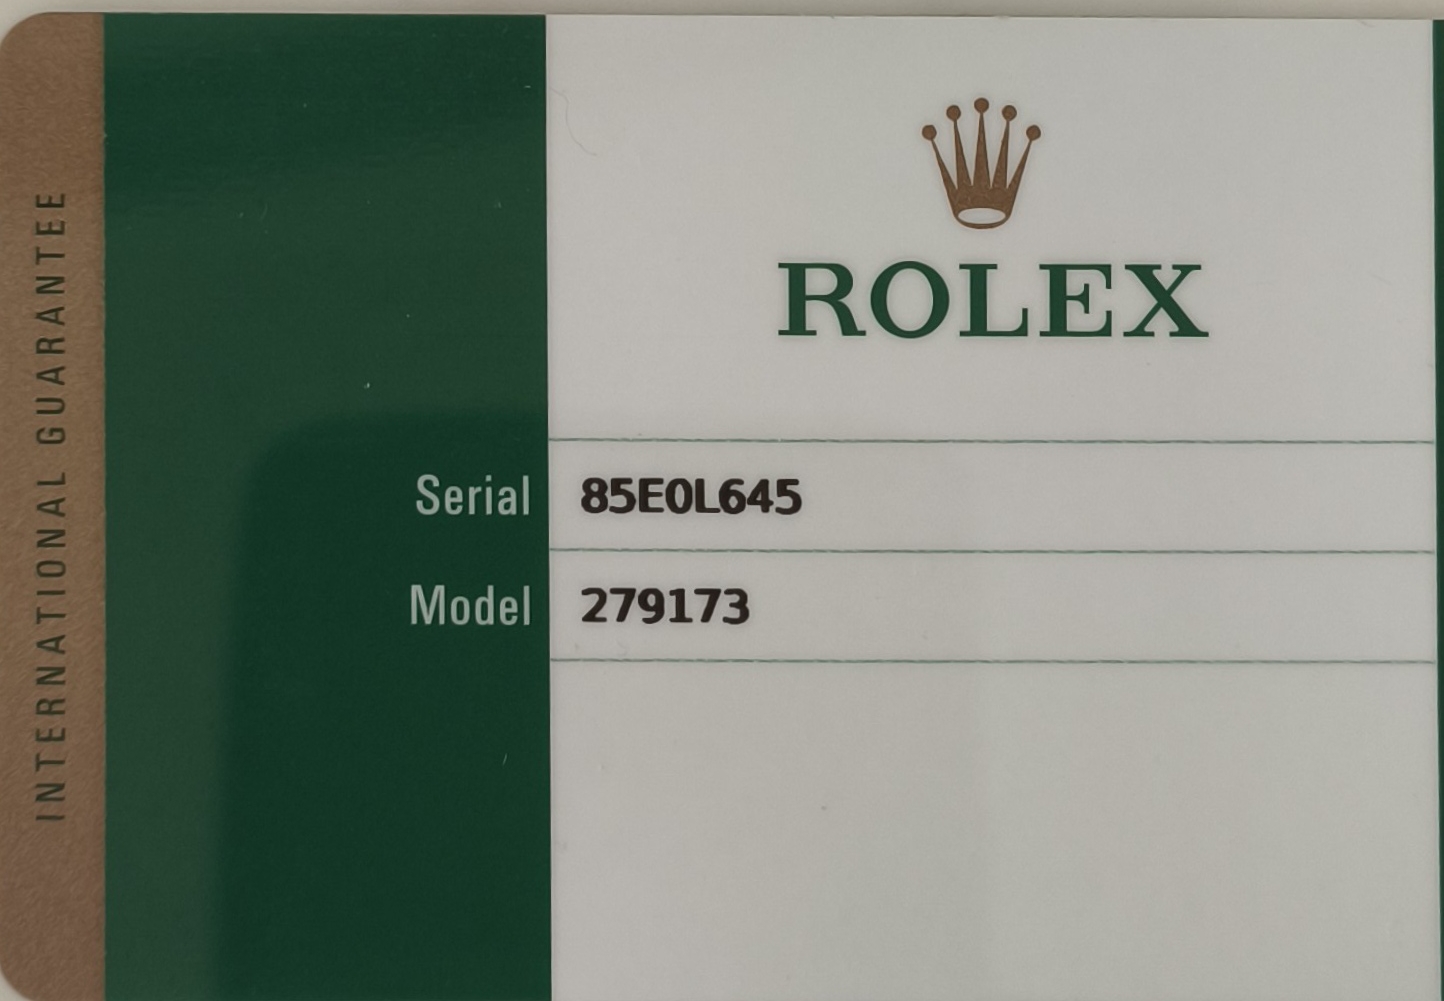 INTERNATIONAL GUARANTEE
ROLEX
Serial 85E0L645
Model 279173